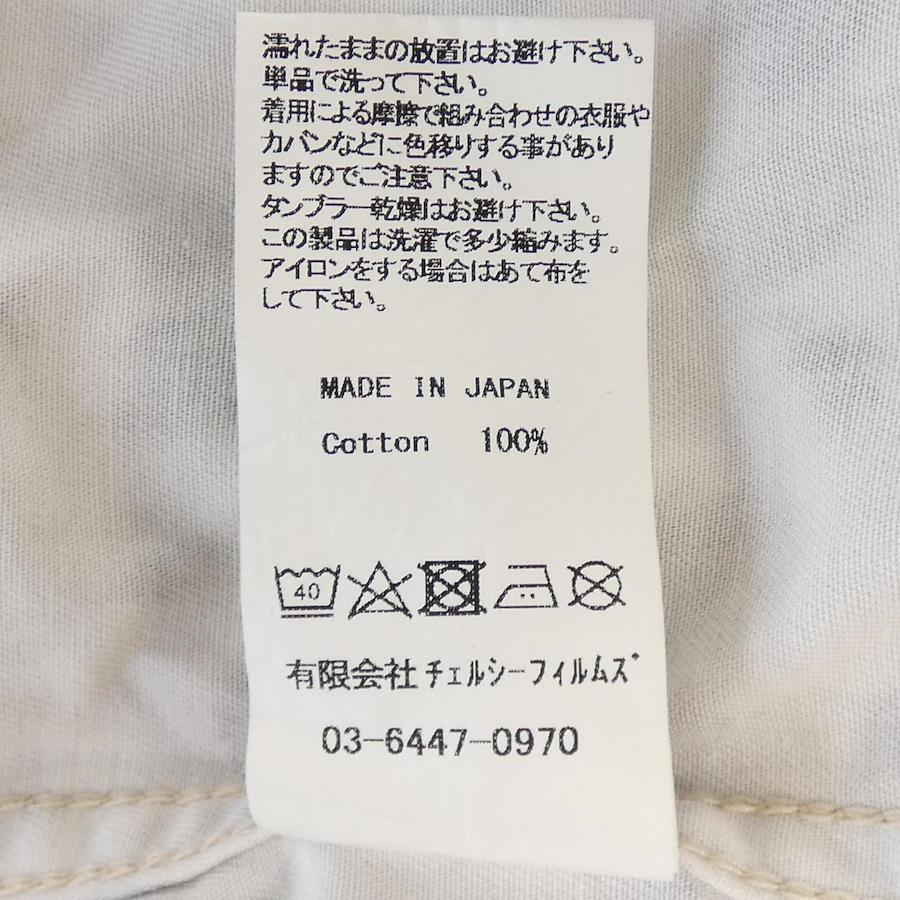 濡れたままの放置はお避け下さい。
単品で洗って下さい。
着用による摩擦で組み合わせの衣服や
カバンなどに色移りする事があり
ますのでご注意下さい。
タンブラー乾燥はお避け下さい。
この製品は洗濯で多少縮みます。
アイロンをする場合はあて布を
して下さい。
MADE IN JAPAN
Cotton 100%
40
有限会社チェルシーフィルムズ
03-6447-0970